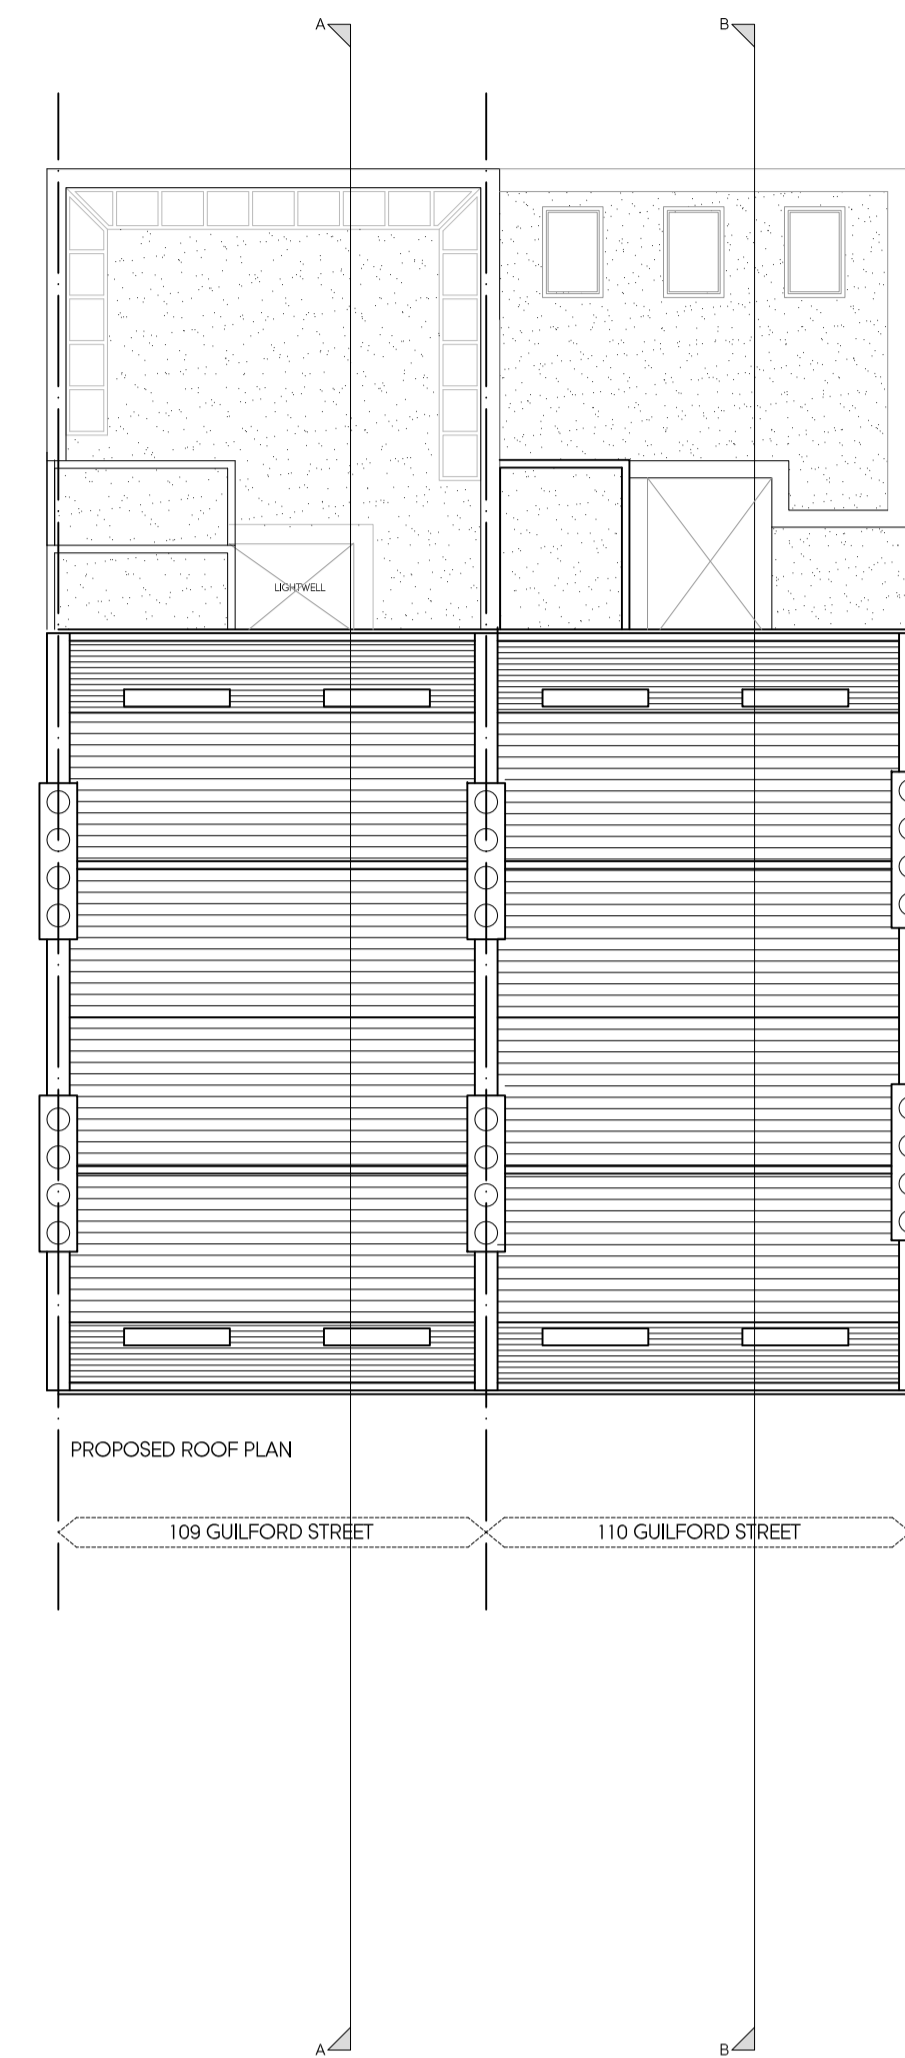 A B
LIGHTWELL
PROPOSED ROOF PLAN
109 GUILFORD STREET 110 GUILFORD STREET
A B